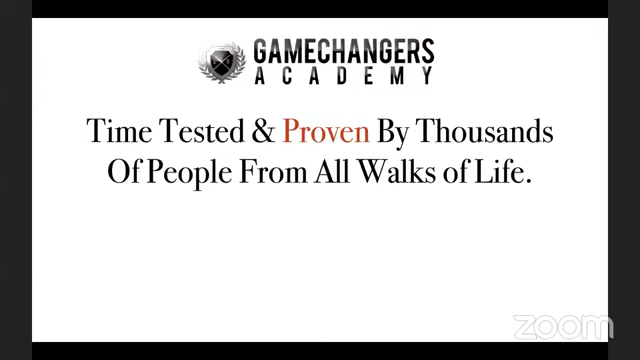 GAMECHANGERS
ACADEMY
Time Tested & Proven By Thousands
Of People From All Walks of Life.
zoom